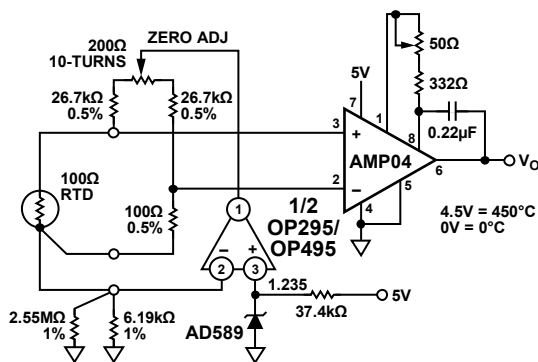 200Ω
10-TURNS
ZERO ADJ
26.7kΩ
0.5%
26.7kΩ
0.5%
100Ω
RTD
100Ω
0.5%
2.55MΩ
1%
6.19kΩ
1%
1
2
3
−
+
1/2
OP295/
OP495
AD589
1.235
37.4kΩ
5V
5V
7
1
3
+
2
−
AMP04
8
6
5
4
50Ω
332Ω
0.22µF
VO
4.5V = 450°C
0V = 0°C